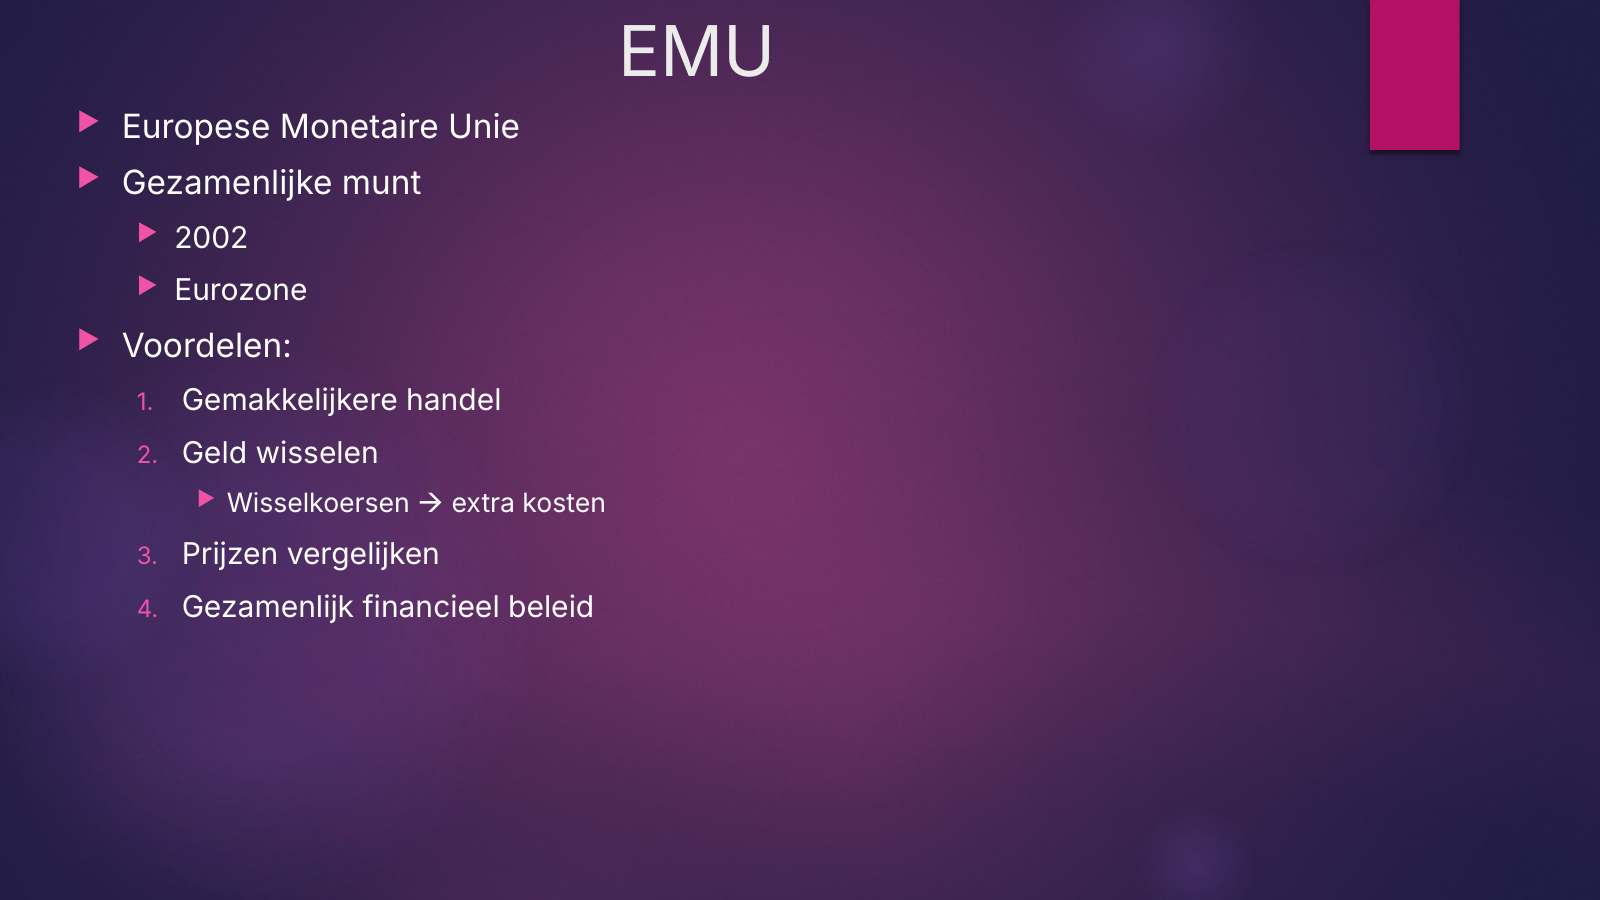 EMU
Europese Monetaire Unie
Gezamenlijke munt
2002
Eurozone
Voordelen:
1. Gemakkelijkere handel
2. Geld wisselen
Wisselkoersen → extra kosten
3. Prijzen vergelijken
4. Gezamenlijk financieel beleid